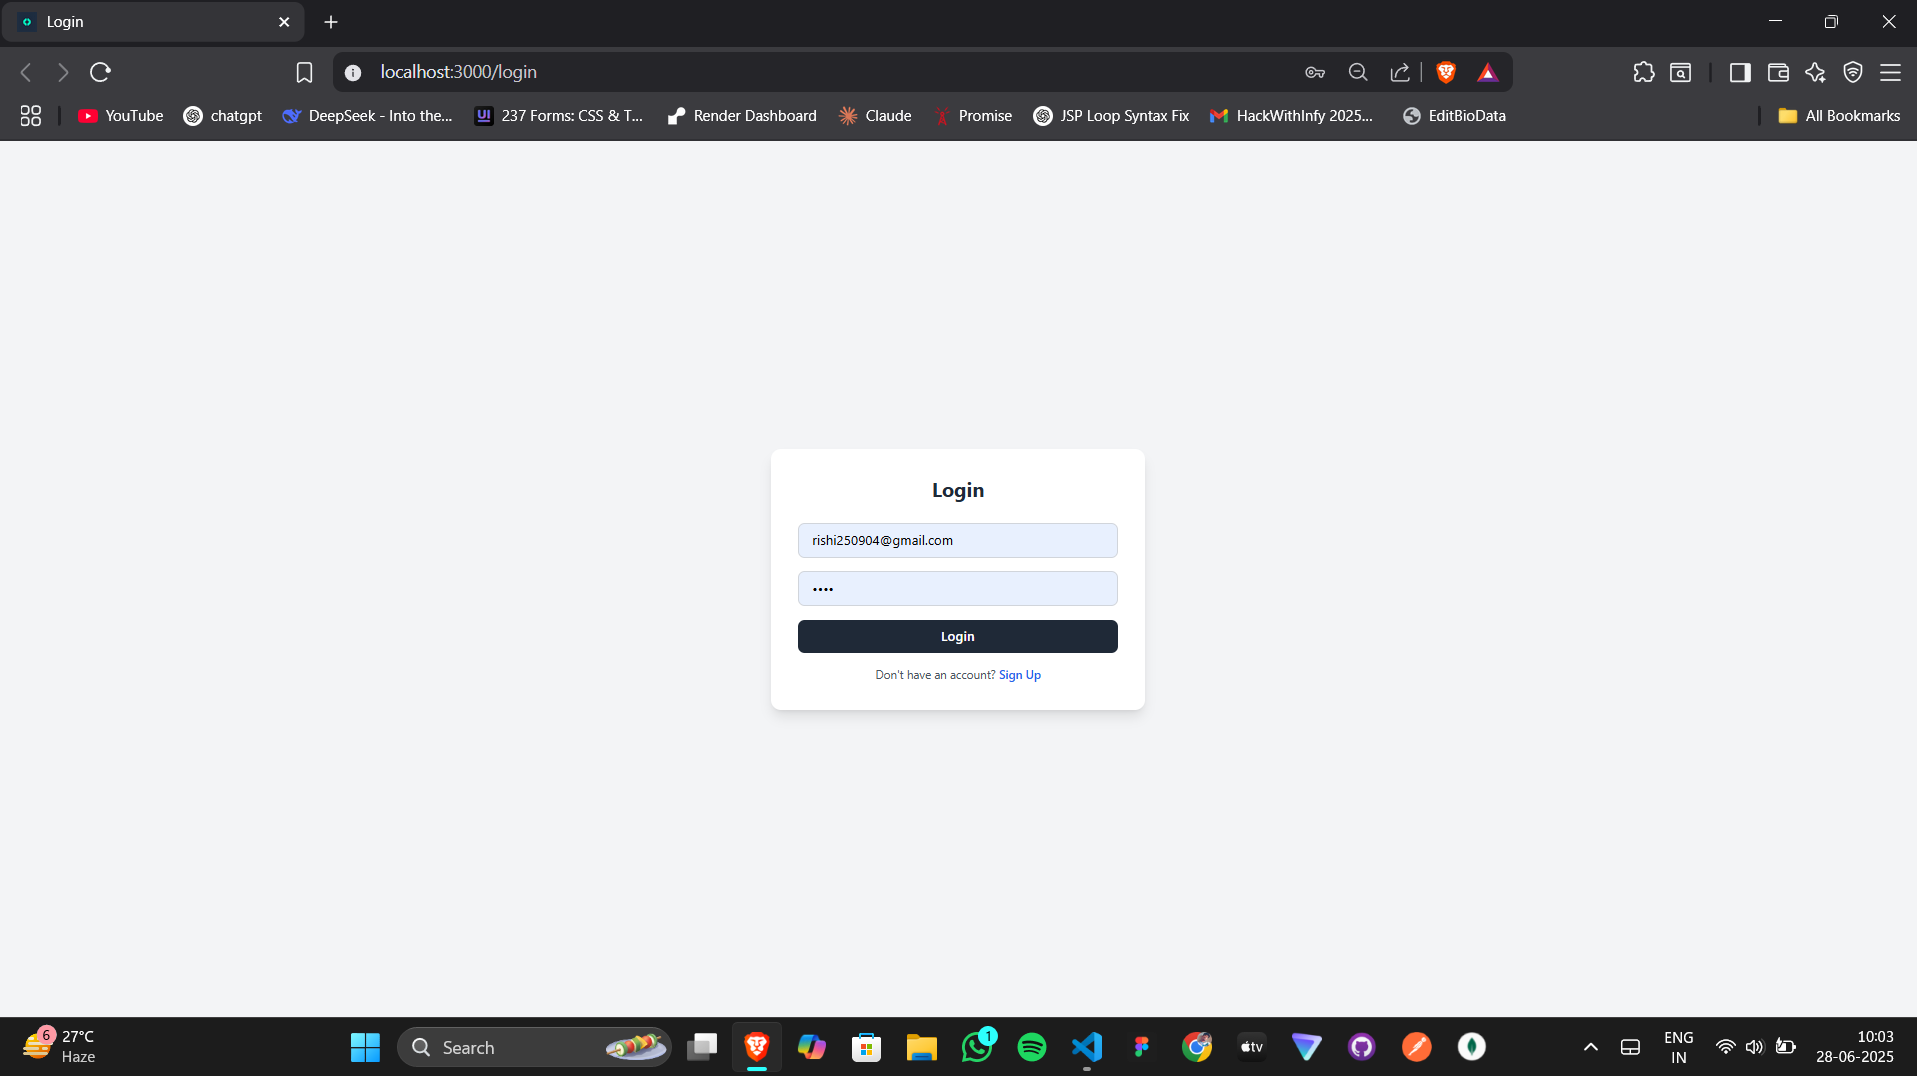 Login
localhost:3000/login
YouTube
chatgpt
DeepSeek - Into the...
UI
237 Forms: CSS & T...
Render Dashboard
Claude
Promise
JSP Loop Syntax Fix
HackWithInfy 2025...
EditBioData
All Bookmarks
Login
rishi250904@gmail.com
••••
Login
Don't have an account? Sign Up
6
27°C
Haze
Search
1
tv
ENG
IN
10:03
28-06-2025